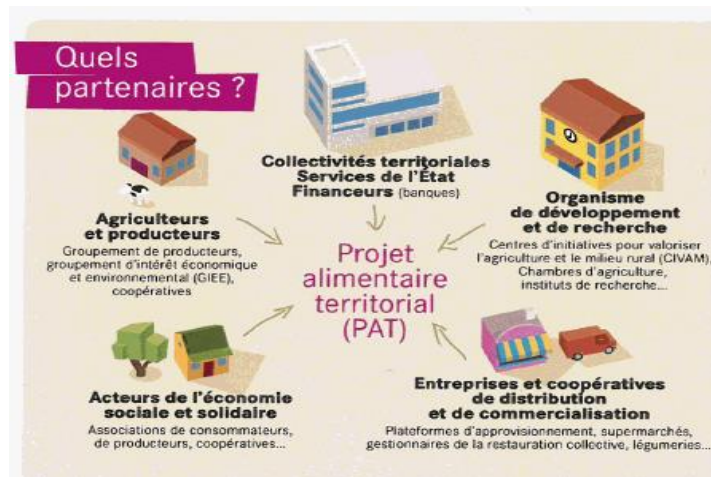 Quels
partenaires ?
Collectivités territoriales
Services de l'État
Financeurs (banques)
Agriculteurs
et producteurs
Groupement de producteurs,
groupement d'intérêt économique
et environnemental (GIEE),
coopératives
Organisme
de développement
et de recherche
Centres d'initiatives pour valoriser
l'agriculture et le milieu rural (CIVAM),
Chambres d'agriculture,
instituts de recherche...
Projet
alimentaire
territorial
(PAT)
Acteurs de l'économie
sociale et solidaire
Associations de consommateurs,
de producteurs, coopératives...
Entreprises et coopératives
de distribution
et de commercialisation
Plateformes d'approvisionnement, supermarchés,
gestionnaires de la restauration collective, légumeries...